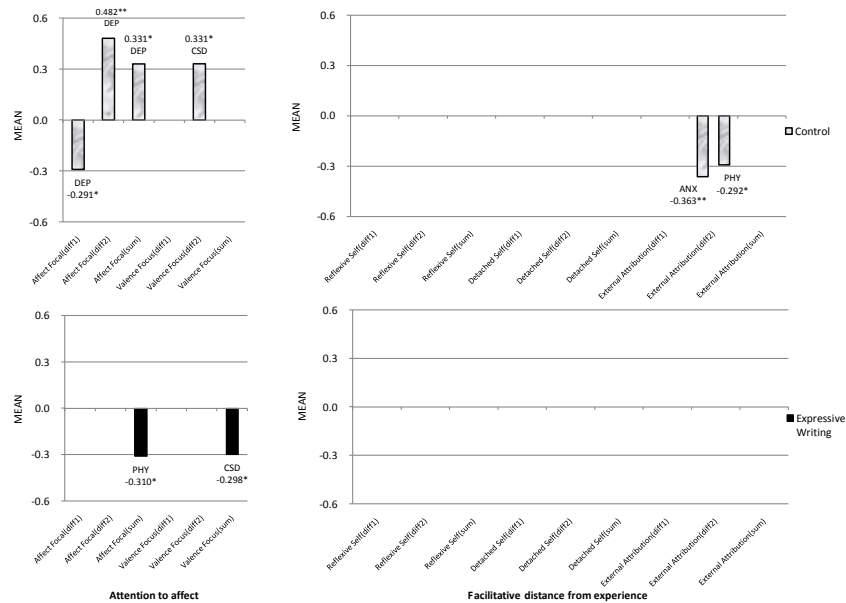 0.6
0.3
0.0
-0.3
-0.6
MEAN
0.482**
DEP
0.331*
DEP
0.331*
CSD
DEP
-0.291*
Affect Focal(diff1)
Affect Focal(diff2)
Affect Focal(sum)
Valence Focus(diff1)
Valence Focus(diff2)
Valence Focus(sum)
0.6
0.3
0.0
-0.3
-0.6
MEAN
ANX
-0.363**
PHY
-0.292*
Control
Reflexive Self(diff1)
Reflexive Self(diff2)
Reflexive Self(sum)
Detached Self(diff1)
Detached Self(diff2)
Detached Self(sum)
External Attribution(diff1)
External Attribution(diff2)
External Attribution(sum)
0.6
0.3
0.0
-0.3
-0.6
MEAN
PHY
-0.310*
CSD
-0.298*
Affect Focal(diff1)
Affect Focal(diff2)
Affect Focal(sum)
Valence Focus(diff1)
Valence Focus(diff2)
Valence Focus(sum)
Attention to affect
0.6
0.3
0.0
-0.3
-0.6
MEAN
Expressive
Writing
Reflexive Self(diff1)
Reflexive Self(diff2)
Reflexive Self(sum)
Detached Self(diff1)
Detached Self(diff2)
Detached Self(sum)
External Attribution(diff1)
External Attribution(diff2)
External Attribution(sum)
Facilitative distance from experience